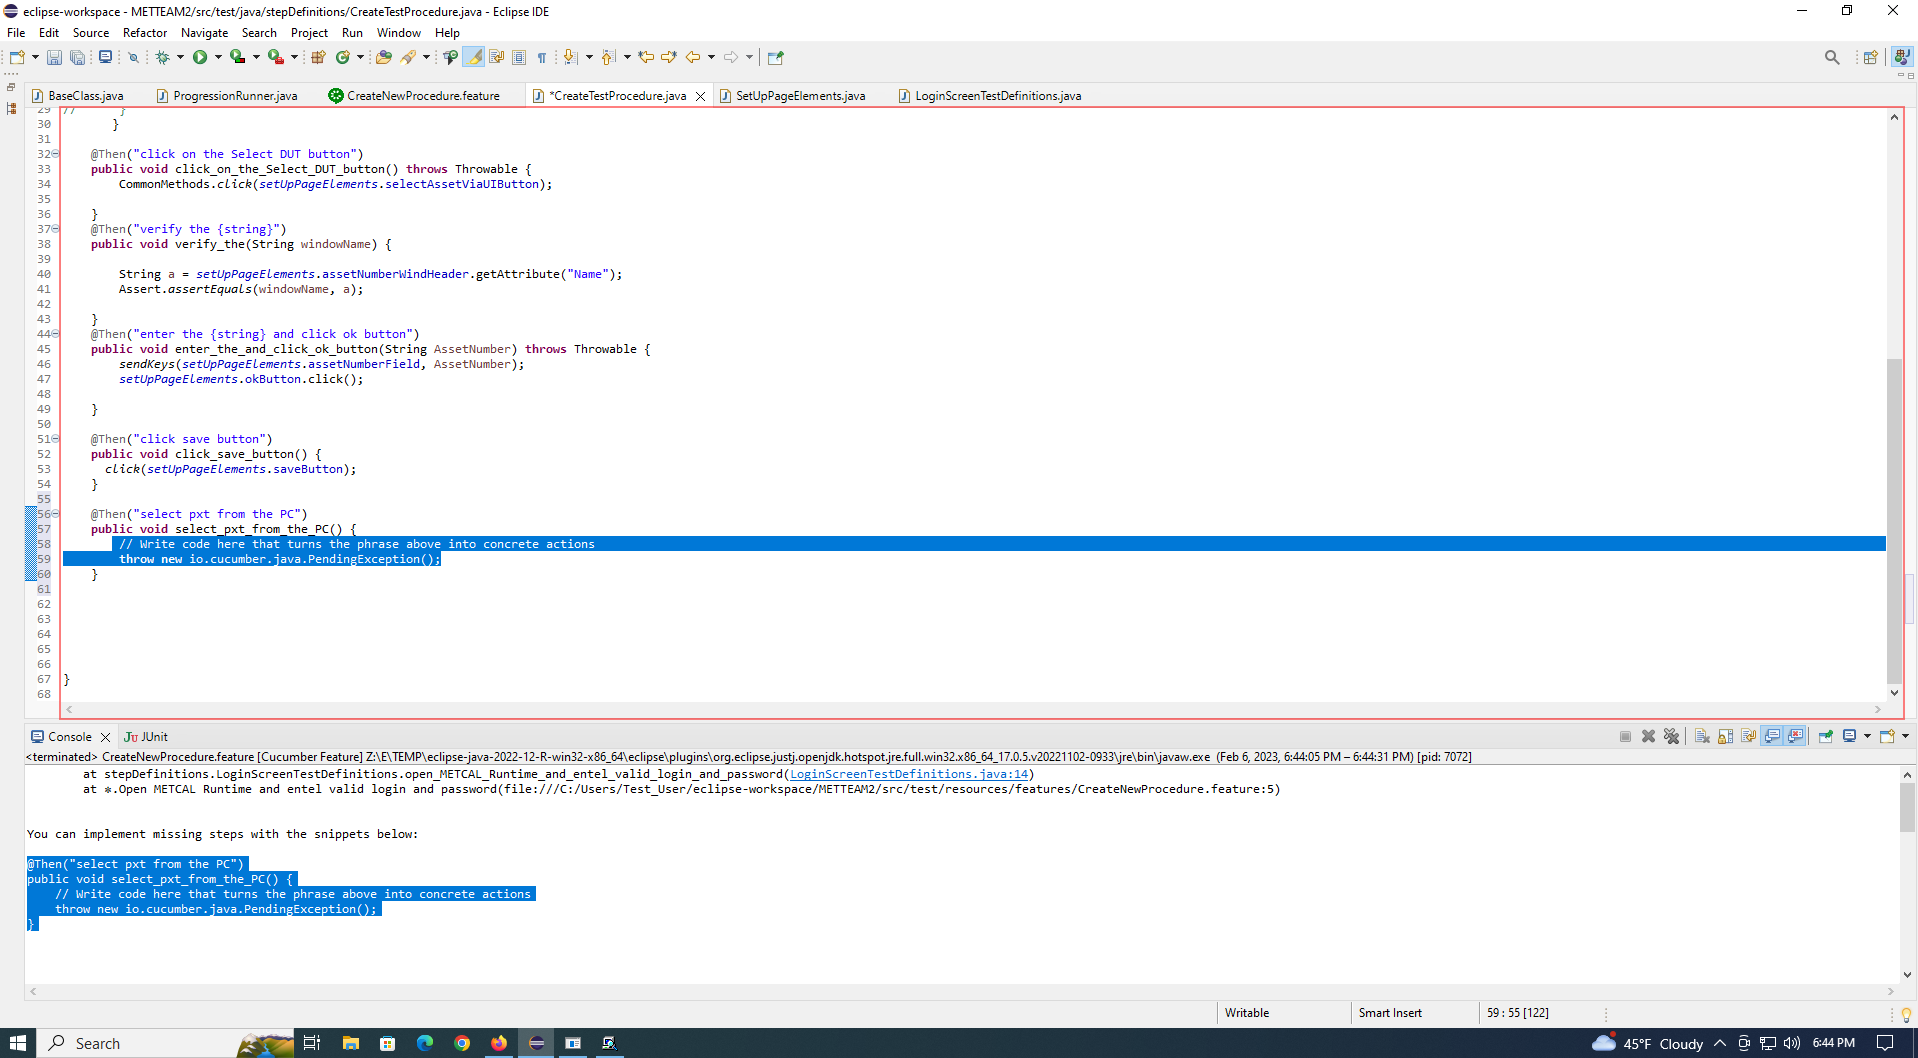 eclipse-workspace - METTEAM2/src/test/java/stepDefinitions/CreateTestProcedure.java - Eclipse IDE
File Edit Source Refactor Navigate Search Project Run Window Help
BaseClass.java ProgressionRunner.java CreateNewProcedure.feature *CreateTestProcedure.java SetUpPageElements.java LoginScreenTestDefinitions.java
29 // }
30 }
31
32 @Then("click on the Select DUT button")
33 public void click_on_the_Select_DUT_button() throws Throwable {
34 CommonMethods.click(setUpPageElements.selectAssetViaUIButton);
35
36 }
37 @Then("verify the {string}")
38 public void verify_the(String windowName) {
39
40 String a = setUpPageElements.assetNumberWindHeader.getAttribute("Name");
41 Assert.assertEquals(windowName, a);
42
43 }
44 @Then("enter the {string} and click ok button")
45 public void enter_the_and_click_ok_button(String AssetNumber) throws Throwable {
46 sendKeys(setUpPageElements.assetNumberField, AssetNumber);
47 setUpPageElements.okButton.click();
48
49 }
50
51 @Then("click save button")
52 public void click_save_button() {
53 click(setUpPageElements.saveButton);
54 }
55
56 @Then("select pxt from the PC")
57 public void select_pxt_from_the_PC() {
58 // Write code here that turns the phrase above into concrete actions
59 throw new io.cucumber.java.PendingException();
60 }
61
62
63
64
65
66
67 }
68
Console JUnit
<terminated> CreateNewProcedure.feature [Cucumber Feature] Z:\E\TEMP\eclipse-java-2022-12-R-win32-x86_64\eclipse\plugins\org.eclipse.justj.openjdk.hotspot.jre.full.win32.x86_64_17.0.5.v20221102-0933\jre\bin\javaw.exe (Feb 6, 2023, 6:44:05 PM – 6:44:31 PM) [pid: 7072]
at stepDefinitions.LoginScreenTestDefinitions.open_METCAL_Runtime_and_entel_valid_login_and_password(LoginScreenTestDefinitions.java:14)
at *.Open METCAL Runtime and entel valid login and password(file:///C:/Users/Test_User/eclipse-workspace/METTEAM2/src/test/resources/features/CreateNewProcedure.feature:5)
You can implement missing steps with the snippets below:
@Then("select pxt from the PC")
public void select_pxt_from_the_PC() {
// Write code here that turns the phrase above into concrete actions
throw new io.cucumber.java.PendingException();
}
Writable Smart Insert 59 : 55 [122]
Search 45°F Cloudy 6:44 PM